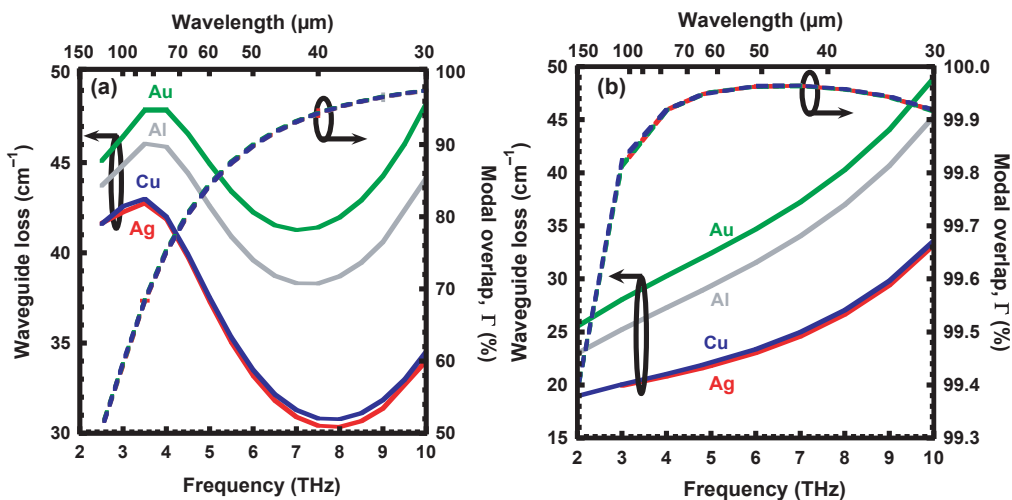 Wavelength (µm)
150 100 70 60 50 40 30
(a)
Au
Al
Cu
Ag
50
45
40
35
30
Waveguide loss (cm⁻¹)
100
90
80
70
60
50
Modal overlap, Γ (%)
2 3 4 5 6 7 8 9 10
Frequency (THz)
Wavelength (µm)
150 100 70 60 50 40 30
(b)
Au
Al
Cu
Ag
50
45
40
35
30
25
20
15
Waveguide loss (cm⁻¹)
100.0
99.9
99.8
99.7
99.6
99.5
99.4
99.3
Modal overlap, Γ (%)
2 3 4 5 6 7 8 9 10
Frequency (THz)